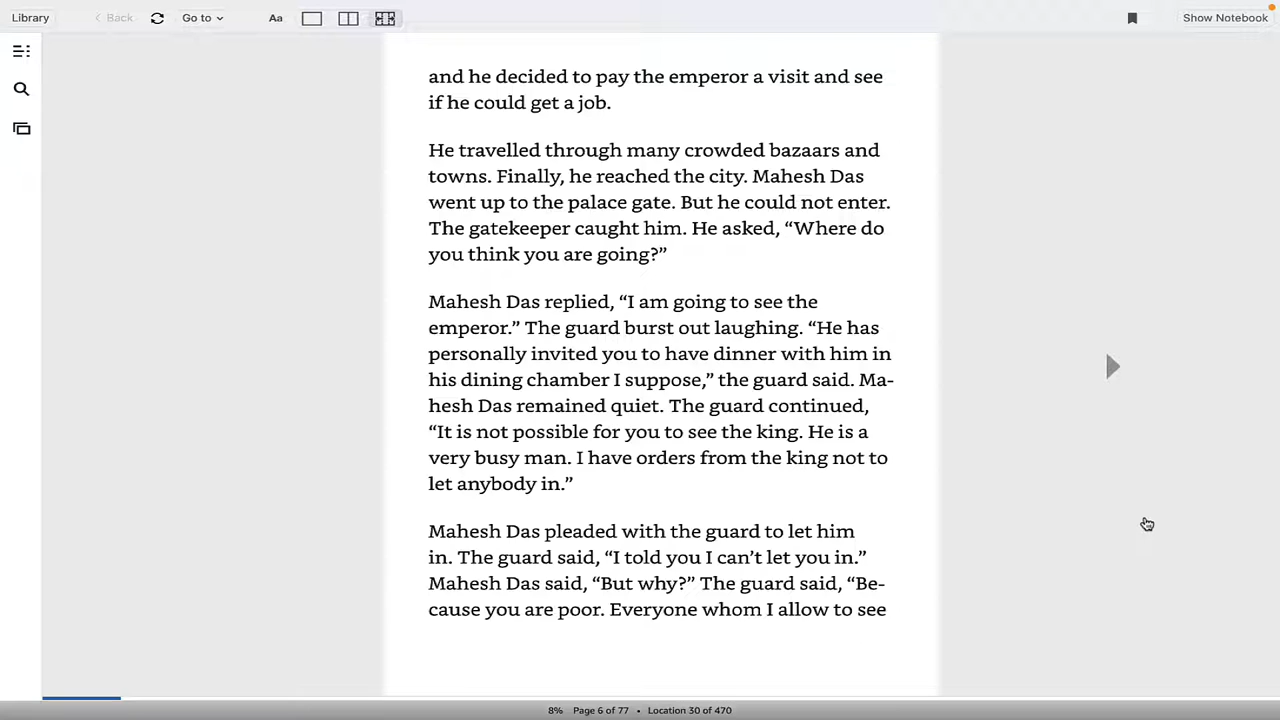 Library
Back
Go to
Aa
Show Notebook
and he decided to pay the emperor a visit and see
if he could get a job.
He travelled through many crowded bazaars and
towns. Finally, he reached the city. Mahesh Das
went up to the palace gate. But he could not enter.
The gatekeeper caught him. He asked, “Where do
you think you are going?”
Mahesh Das replied, “I am going to see the
emperor.” The guard burst out laughing. “He has
personally invited you to have dinner with him in
his dining chamber I suppose,” the guard said. Ma-
hesh Das remained quiet. The guard continued,
“It is not possible for you to see the king. He is a
very busy man. I have orders from the king not to
let anybody in.”
Mahesh Das pleaded with the guard to let him
in. The guard said, “I told you I can’t let you in.”
Mahesh Das said, “But why?” The guard said, “Be-
cause you are poor. Everyone whom I allow to see
8% Page 6 of 77 • Location 30 of 470